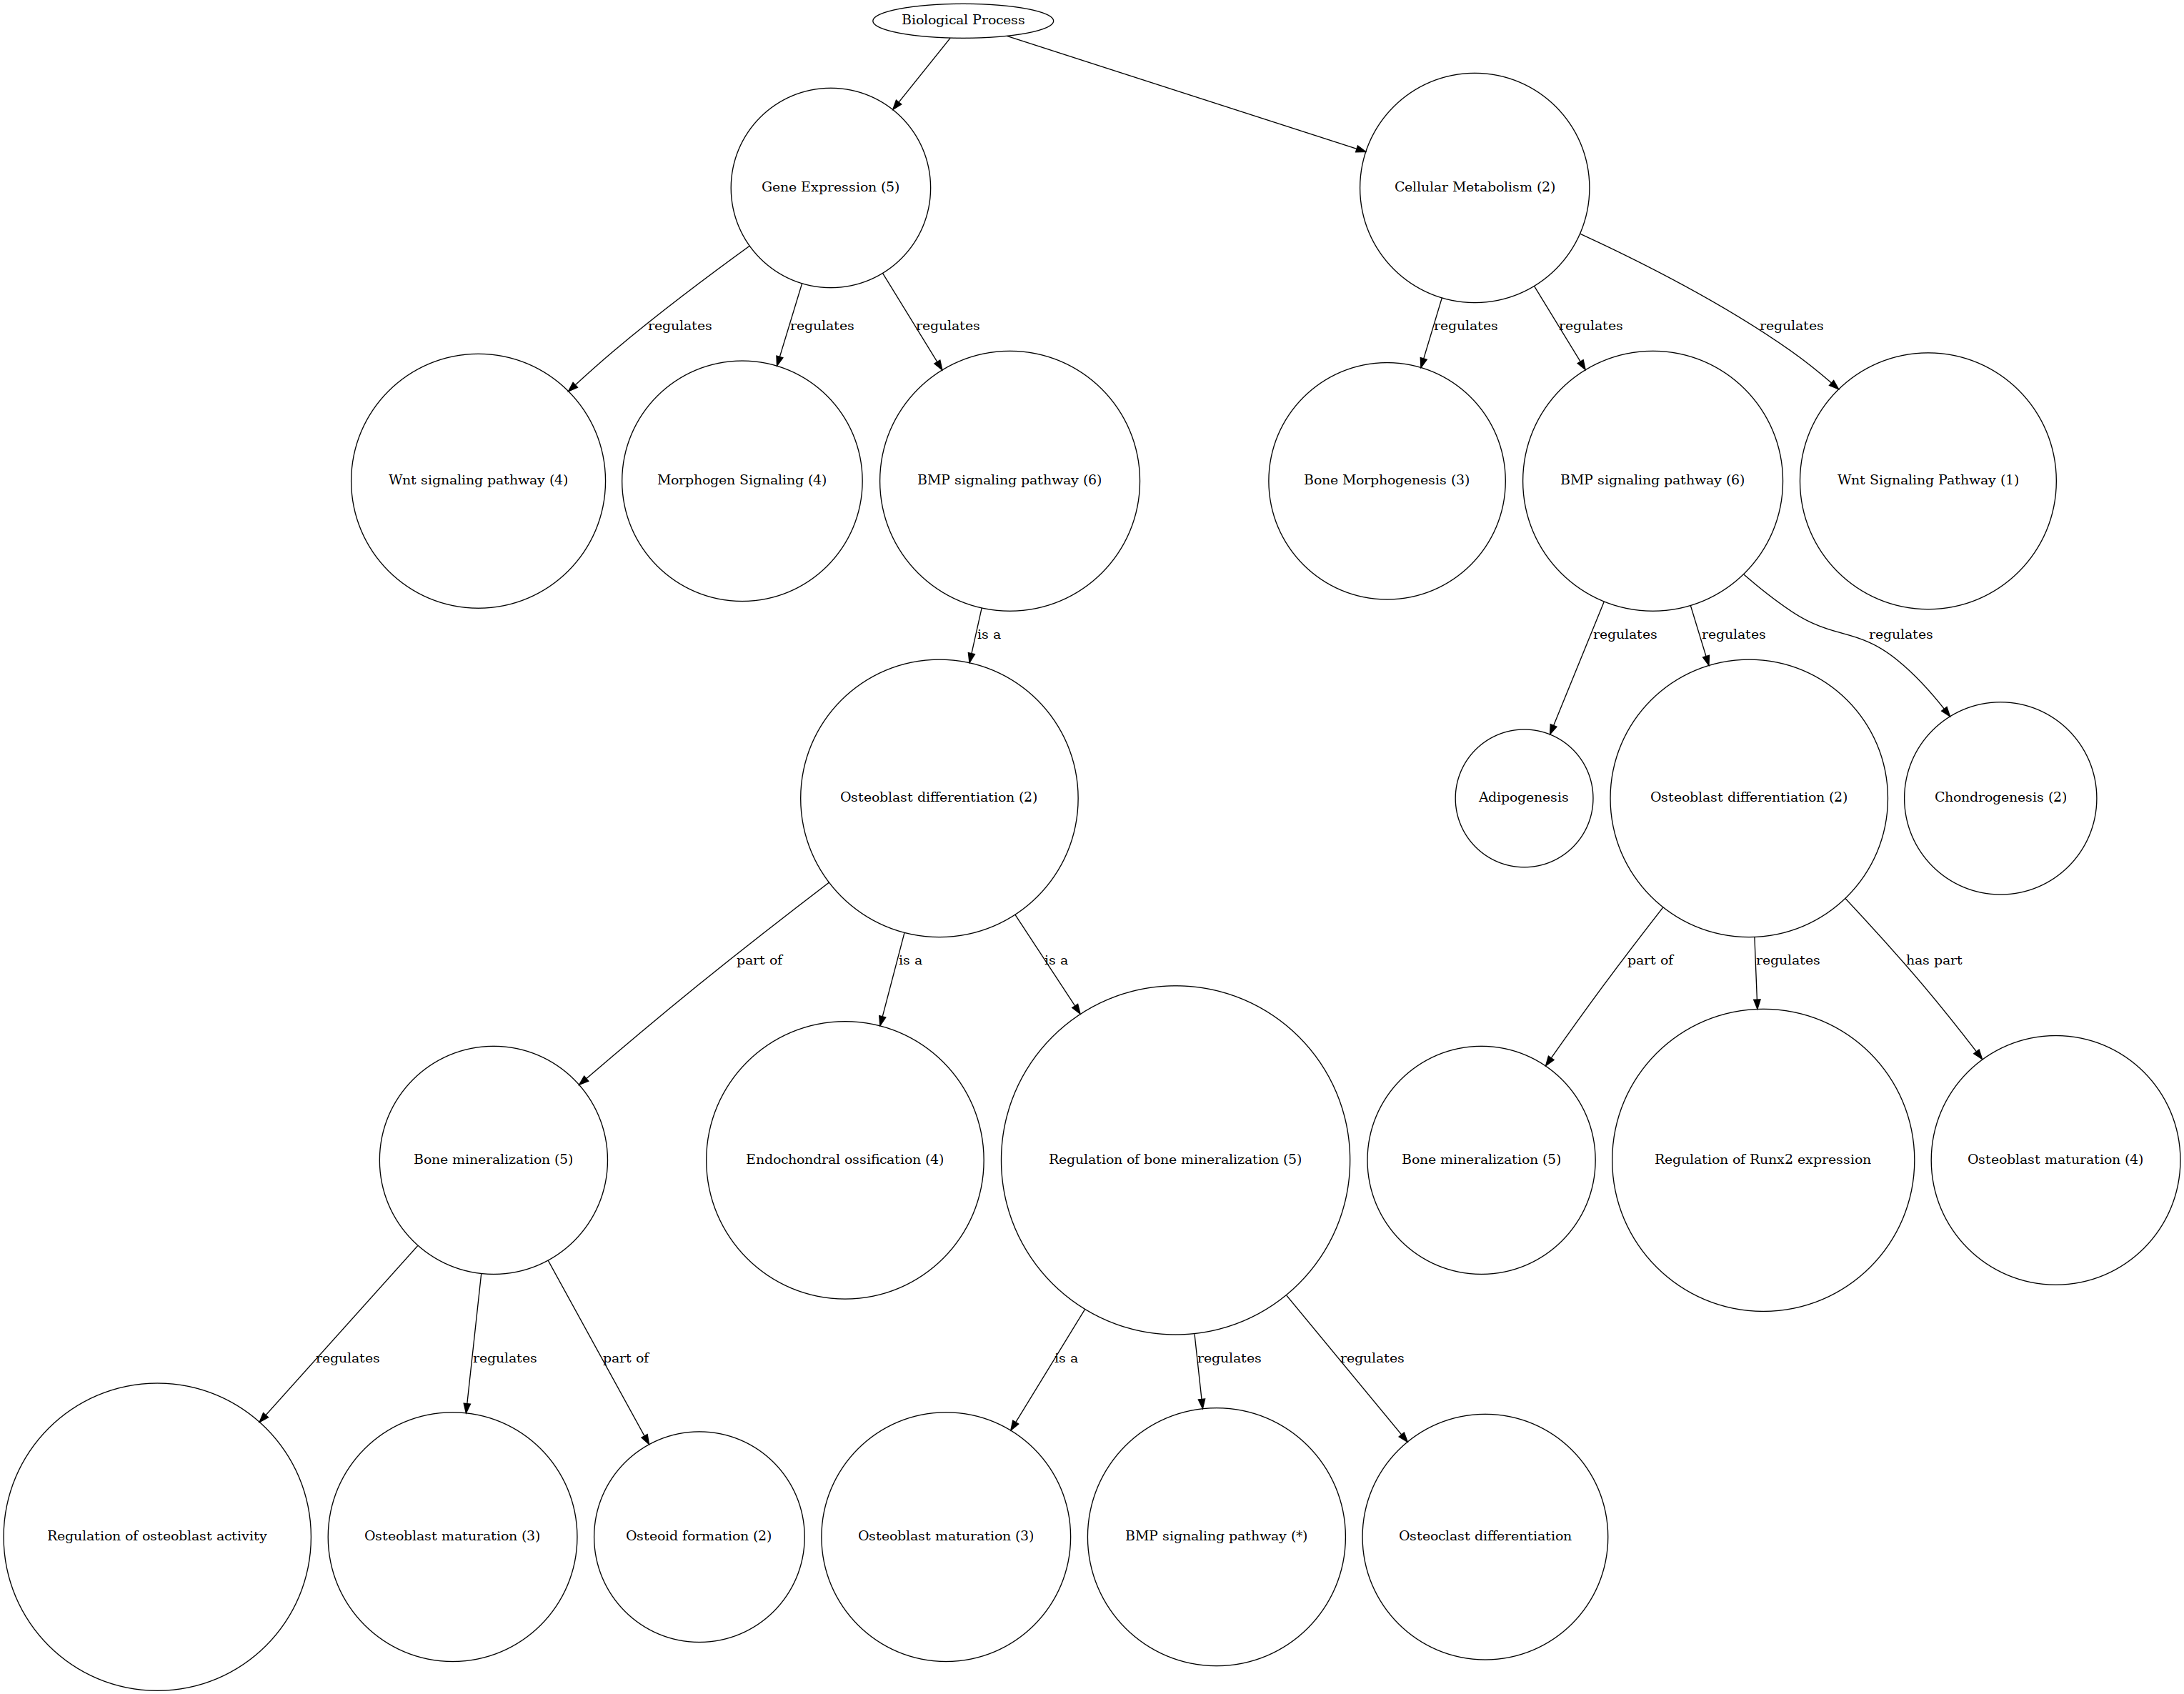 Biological Process
Gene Expression (5)
Cellular Metabolism (2)
regulates
regulates
regulates
regulates
regulates
regulates
Wnt signaling pathway (4)
Morphogen Signaling (4)
BMP signaling pathway (6)
Bone Morphogenesis (3)
BMP signaling pathway (6)
Wnt Signaling Pathway (1)
is a
regulates
regulates
regulates
Osteoblast differentiation (2)
Adipogenesis
Osteoblast differentiation (2)
Chondrogenesis (2)
part of
is a
is a
part of
regulates
has part
Bone mineralization (5)
Endochondral ossification (4)
Regulation of bone mineralization (5)
Bone mineralization (5)
Regulation of Runx2 expression
Osteoblast maturation (4)
regulates
regulates
part of
is a
regulates
regulates
Regulation of osteoblast activity
Osteoblast maturation (3)
Osteoid formation (2)
Osteoblast maturation (3)
BMP signaling pathway (*)
Osteoclast differentiation